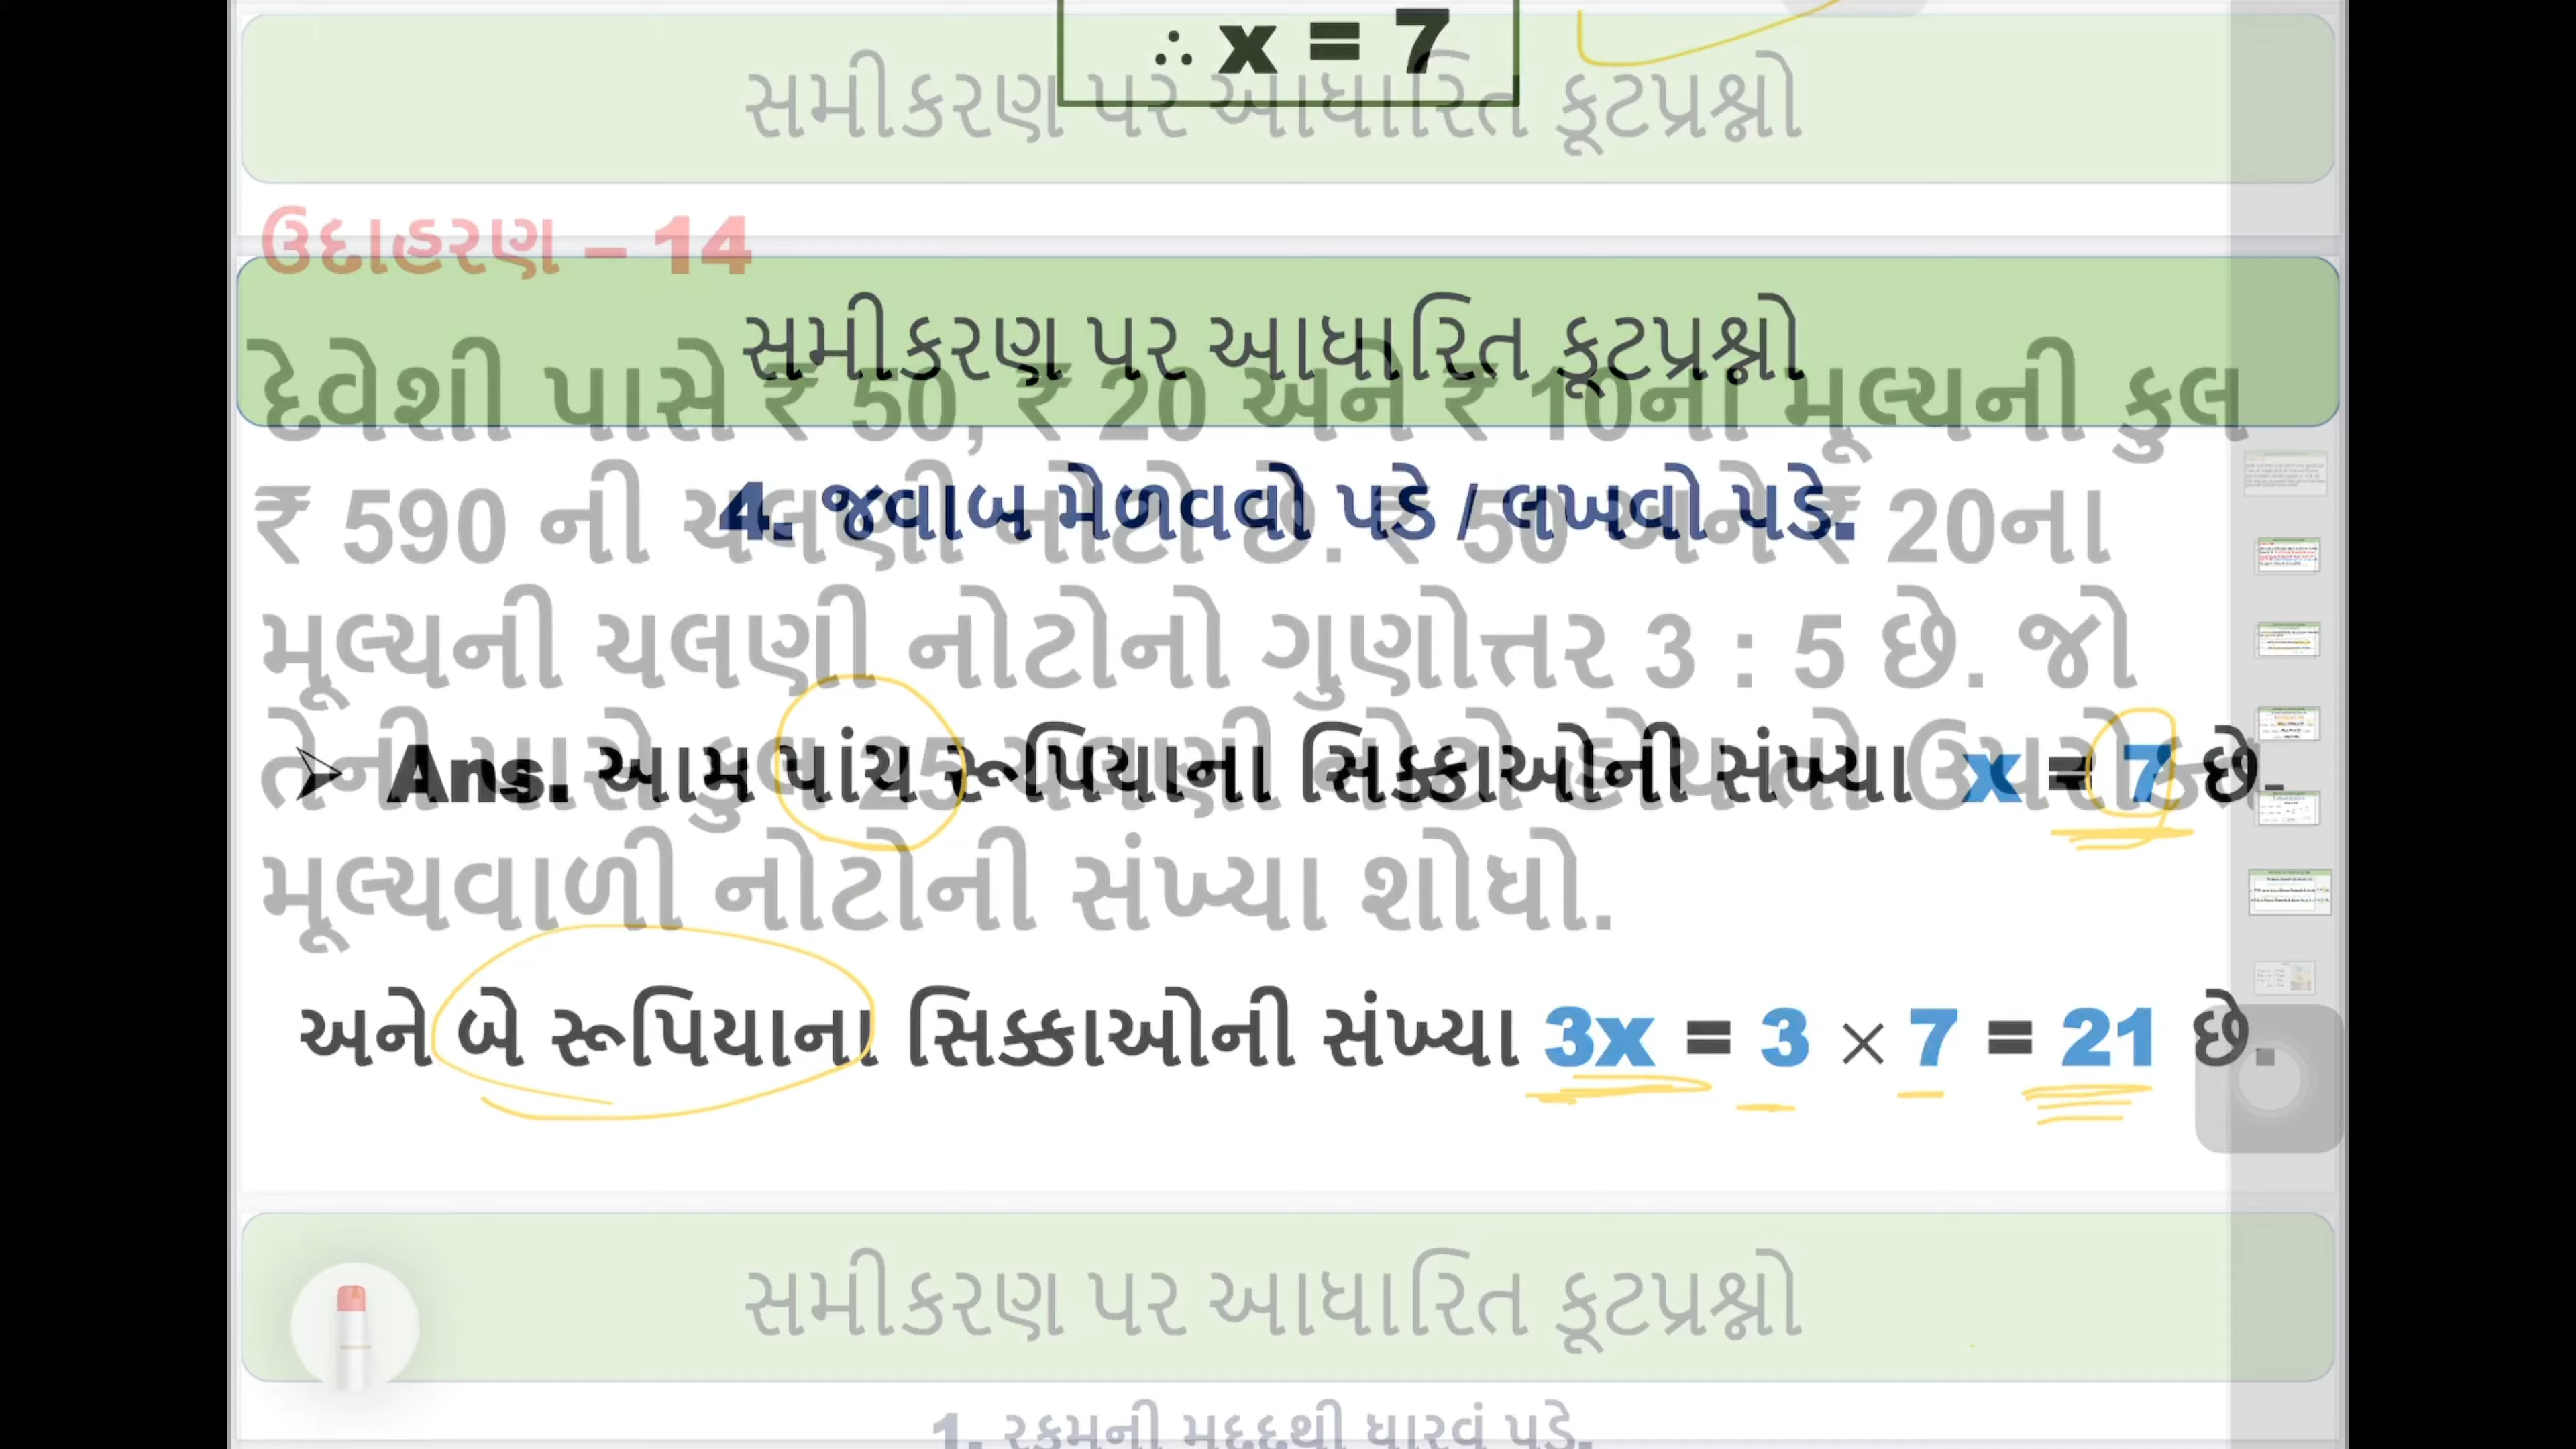 ∴ x = 7
સમીકરણ પર આધારિત કૂટપ્રશ્નો
ઉદાહરણ – 14
સમીકરણ પર આધારિત કૂટપ્રશ્નો
દેવેશી પાસે ₹ 50, ₹ 20 અને ₹ 10ના મૂલ્યની કુલ
₹ 590 ની ચલણી નોટો છે. ₹ 50 અને ₹ 20ના
4. જવાબ મેળવવો પડે / લખવો પડે.
મૂલ્યની ચલણી નોટોનો ગુણોત્તર 3 : 5 છે. જો
તેની પાસે કુલ 25 ચલણી નોટો હોય તો ઉપરોક્ત
➢ Ans. આમ પાંચ રૂપિયાના સિક્કાઓની સંખ્યા x = 7 છે.
મૂલ્યવાળી નોટોની સંખ્યા શોધો.
અને બે રૂપિયાના સિક્કાઓની સંખ્યા 3x = 3 × 7 = 21 છે.
સમીકરણ પર આધારિત કૂટપ્રશ્નો
1. રકમની મદદથી ધારવું પડે.